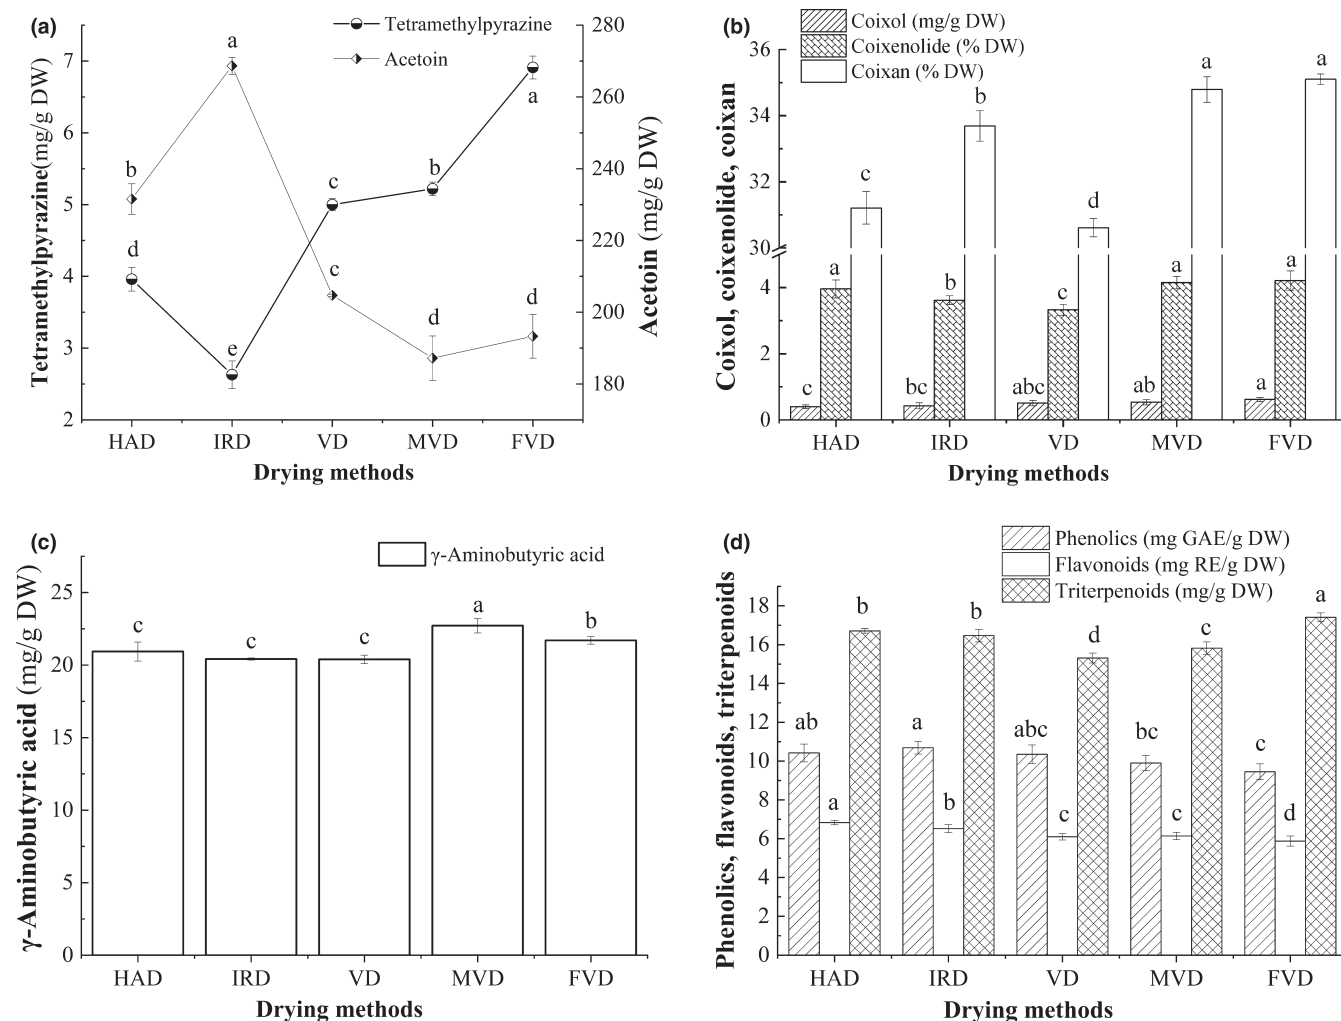 (a)
Tetramethylpyrazine
Acetoin
Tetramethylpyrazine(mg/g DW)
7
6
5
4
3
2
280
260
240
220
200
180
Acetoin (mg/g DW)
b a c b a
d e c d d
HAD IRD VD MVD FVD
Drying methods
(b)
Coixol (mg/g DW)
Coixenolide (% DW)
Coixan (% DW)
Coixol, coixenolide, coixan
36
34
32
30
4
2
0
c b d a a
a b c a a
c bc abc ab a
HAD IRD VD MVD FVD
Drying methods
(c)
γ-Aminobutyric acid
γ-Aminobutyric acid (mg/g DW)
25
20
15
10
5
0
c c c a b
HAD IRD VD MVD FVD
Drying methods
(d)
Phenolics (mg GAE/g DW)
Flavonoids (mg RE/g DW)
Triterpenoids (mg/g DW)
Phenolics, flavonoids, triterpenoids
18
16
14
12
10
8
6
4
2
0
b b d c a
ab a abc bc c
a b c c d
HAD IRD VD MVD FVD
Drying methods